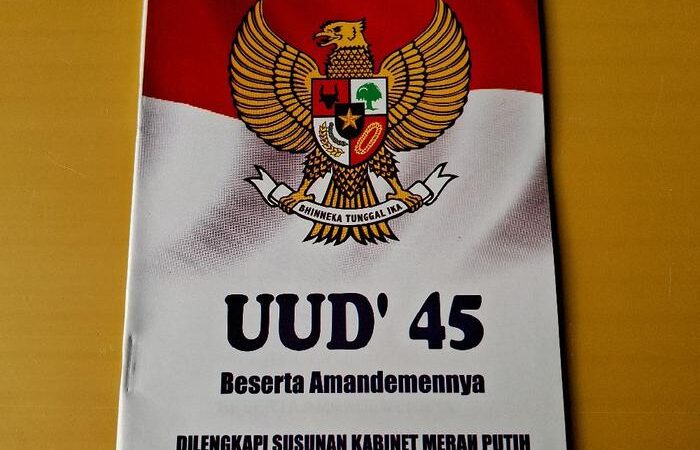 BHINNEKA TUNGGAL IKA
UUD' 45
Beserta Amandemennya
DILENGKAPI SUSUNAN KABINET MERAH PUTIH